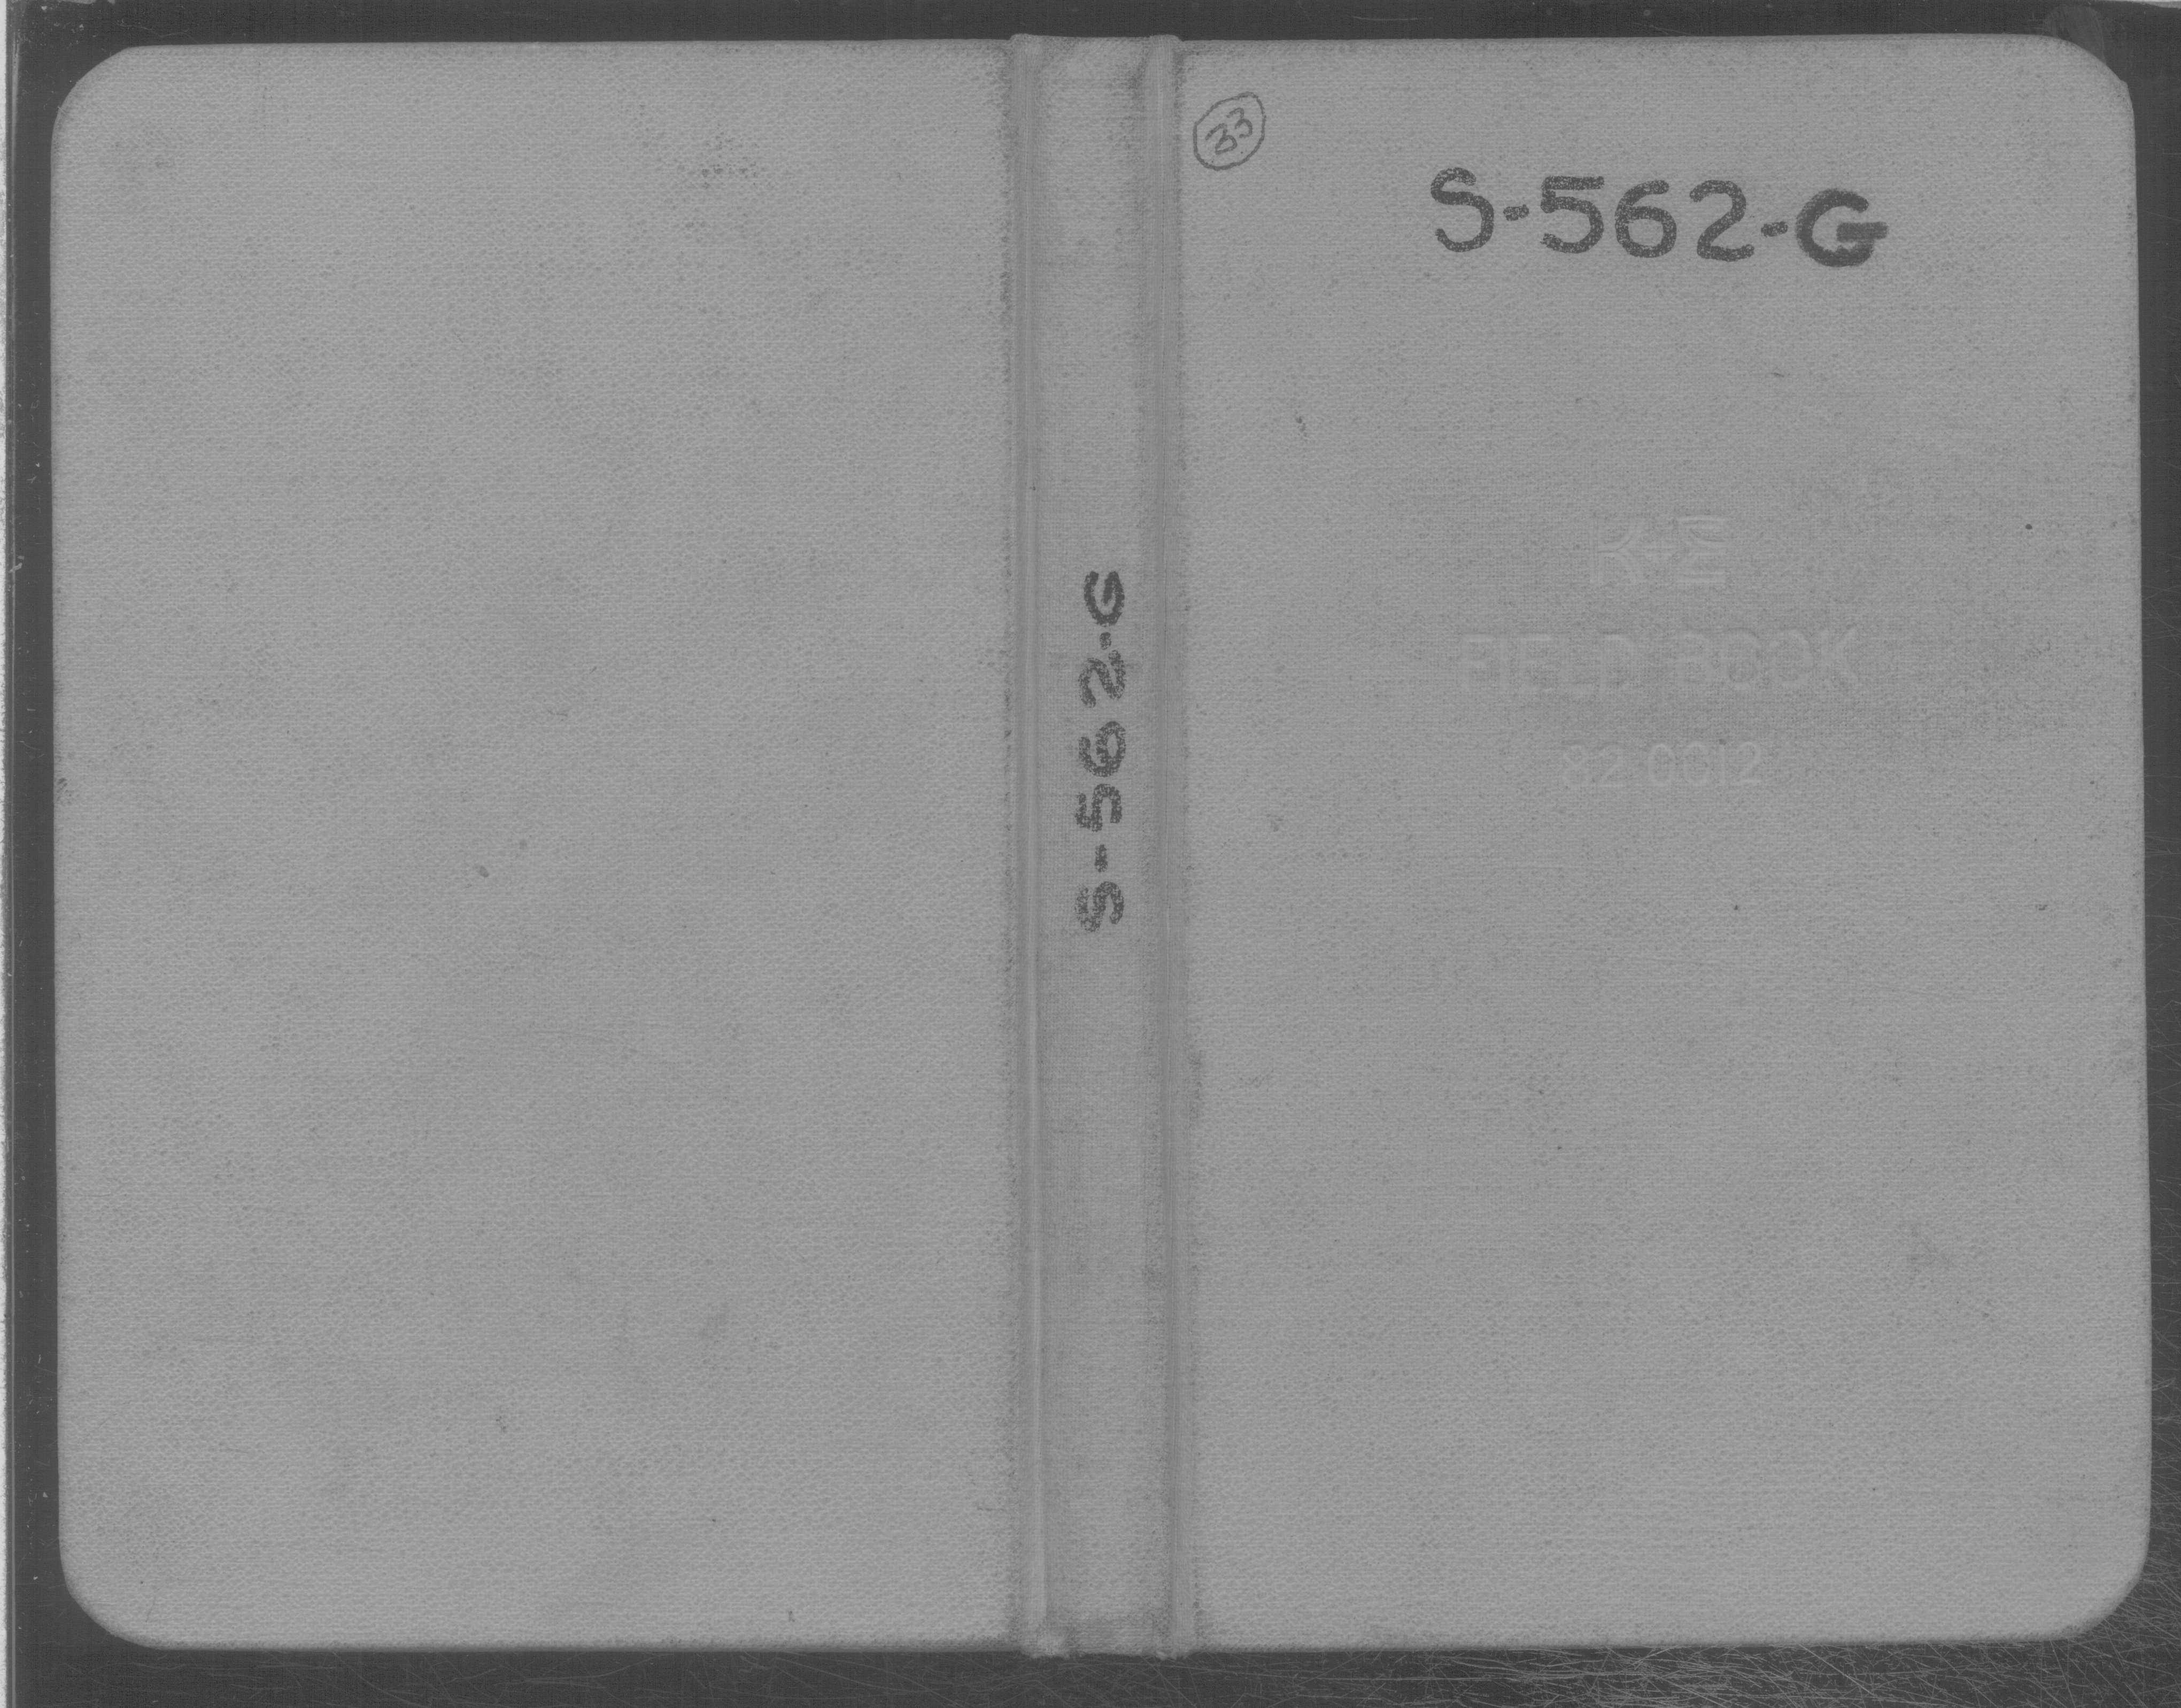 S-562-G
33
S-562-G
K+E
FIELD BOOK
82 0012